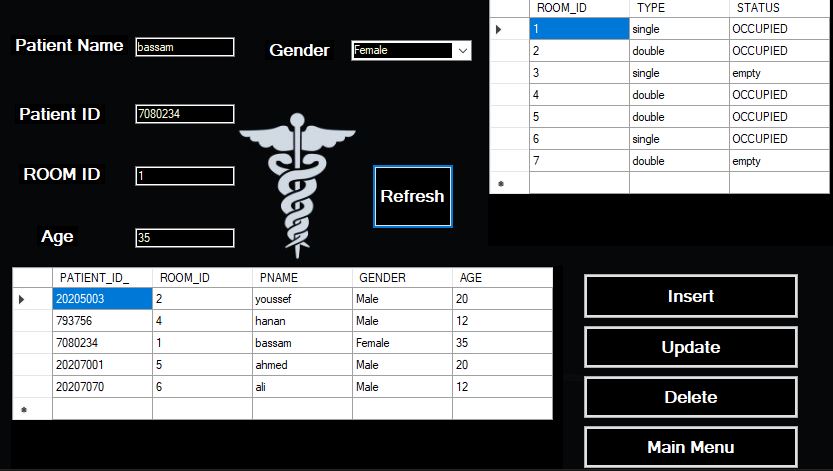 Patient Name bassam Gender Female
Patient ID 7080234
ROOM ID 1
Refresh
Age 35
ROOM_ID TYPE STATUS
1 single OCCUPIED
2 double OCCUPIED
3 single empty
4 double OCCUPIED
5 double OCCUPIED
6 single OCCUPIED
7 double empty
PATIENT_ID_ ROOM_ID PNAME GENDER AGE
20205003 2 youssef Male 20
793756 4 hanan Male 12
7080234 1 bassam Female 35
20207001 5 ahmed Male 20
20207070 6 ali Male 12
Insert
Update
Delete
Main Menu